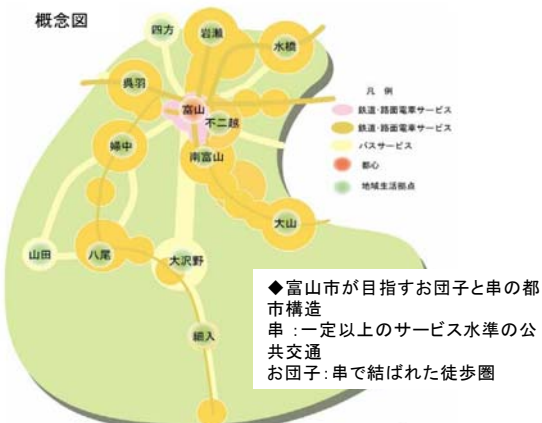 概念図
四方
岩瀬
水橋
呉羽
富山
不二越
婦中
南富山
大山
山田
八尾
大沢野
細入
凡 例
鉄道・路面電車サービス
鉄道・路面電車サービス
バスサービス
都心
地域生活拠点
◆富山市が目指すお団子と串の都
市構造
串 :一定以上のサービス水準の公
共交通
お団子:串で結ばれた徒歩圏